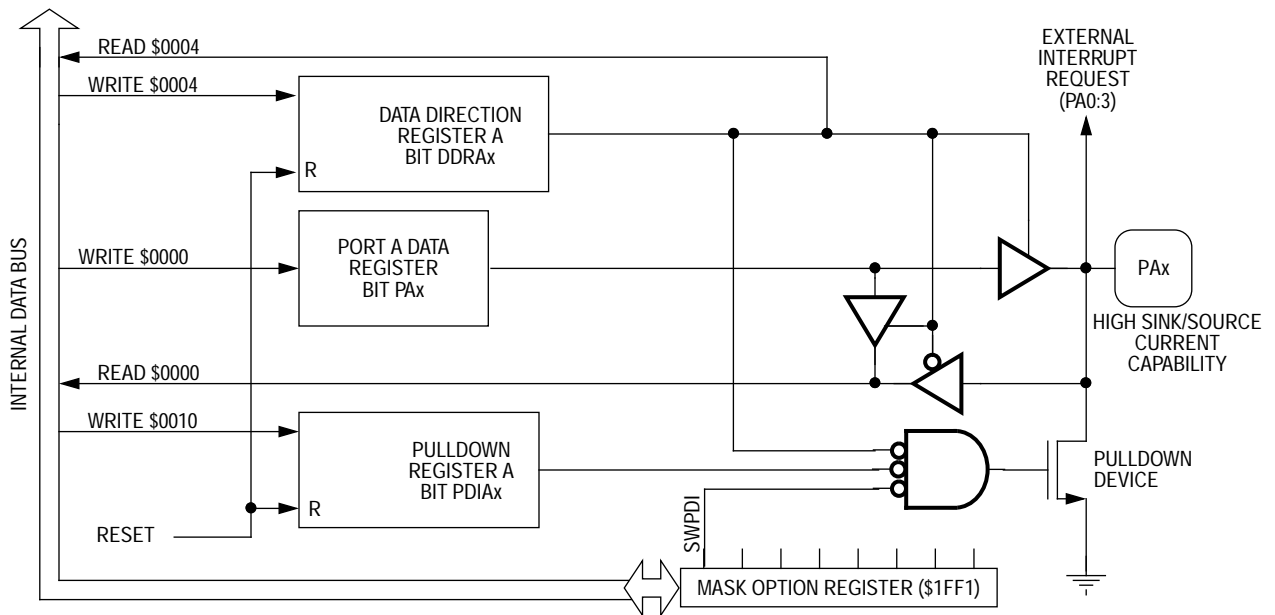 READ $0004
WRITE $0004
DATA DIRECTION
REGISTER A
BIT DDRAx
R
EXTERNAL
INTERRUPT
REQUEST
(PA0:3)
INTERNAL DATA BUS
WRITE $0000
PORT A DATA
REGISTER
BIT PAx
PAx
HIGH SINK/SOURCE
CURRENT
CAPABILITY
READ $0000
WRITE $0010
PULLDOWN
REGISTER A
BIT PDIAx
R
PULLDOWN
DEVICE
RESET
SWPDI
MASK OPTION REGISTER ($1FF1)